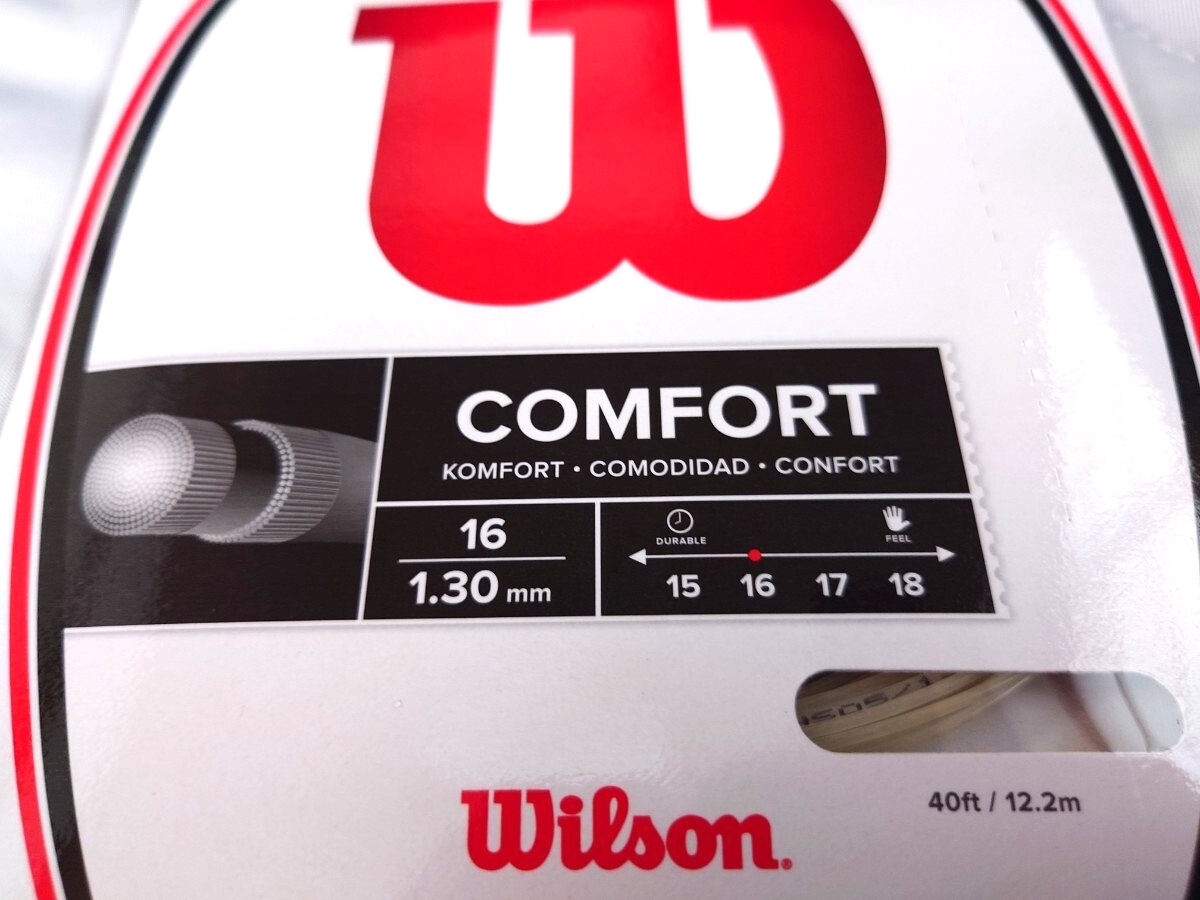 W
COMFORT
KOMFORT • COMODIDAD • CONFORT
16
1.30 mm
DURABLE
FEEL
15 16 17 18
40ft / 12.2m
Wilson®